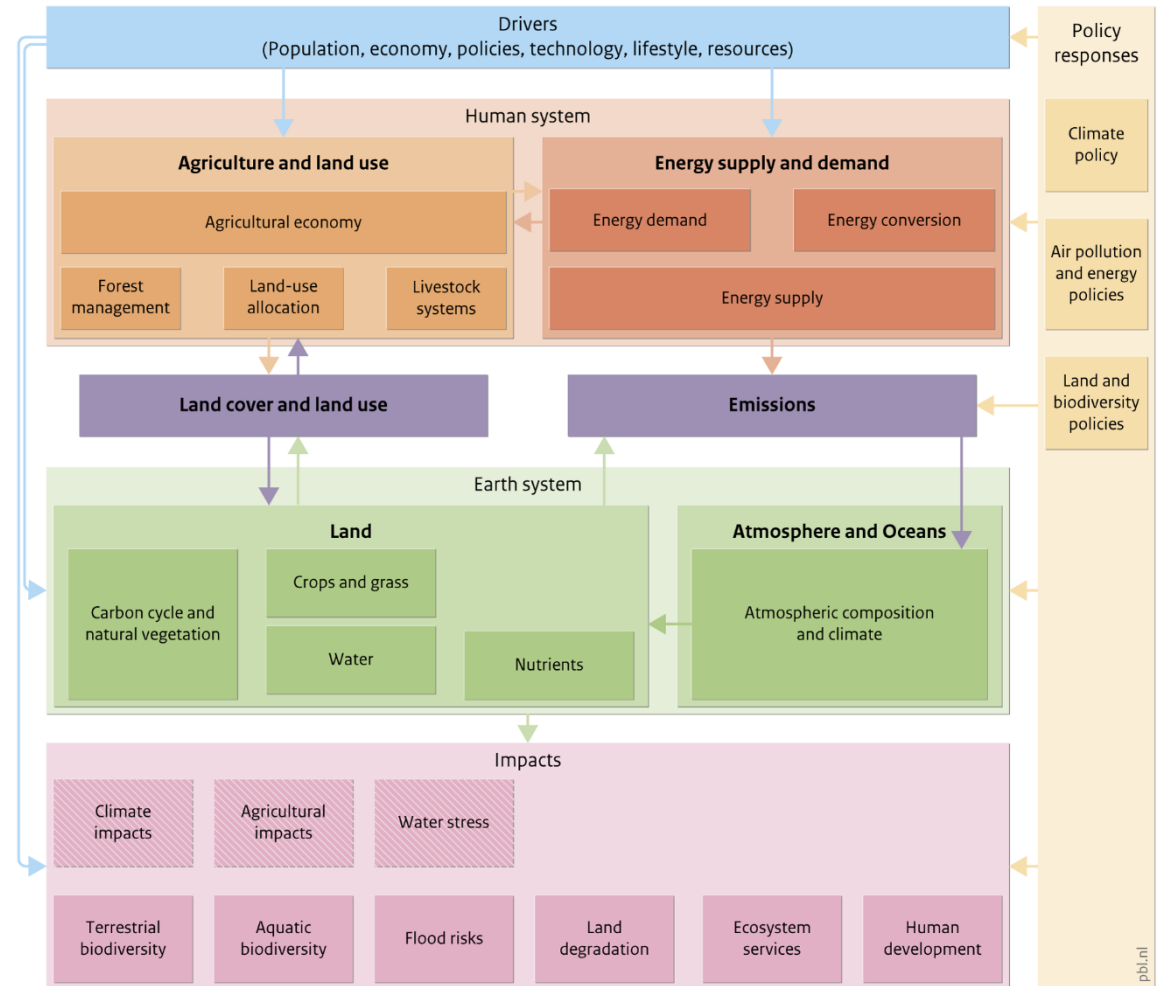 Drivers
(Population, economy, policies, technology, lifestyle, resources)
Policy
responses
Human system
Agriculture and land use
Energy supply and demand
Climate
policy
Agricultural economy
Energy demand
Energy conversion
Air pollution
and energy
policies
Forest
management
Land-use
allocation
Livestock
systems
Energy supply
Land cover and land use
Emissions
Land and
biodiversity
policies
Earth system
Land
Atmosphere and Oceans
Carbon cycle and
natural vegetation
Crops and grass
Water
Nutrients
Atmospheric composition
and climate
Impacts
Climate
impacts
Agricultural
impacts
Water stress
Terrestrial
biodiversity
Aquatic
biodiversity
Flood risks
Land
degradation
Ecosystem
services
Human
development
pbl.nl